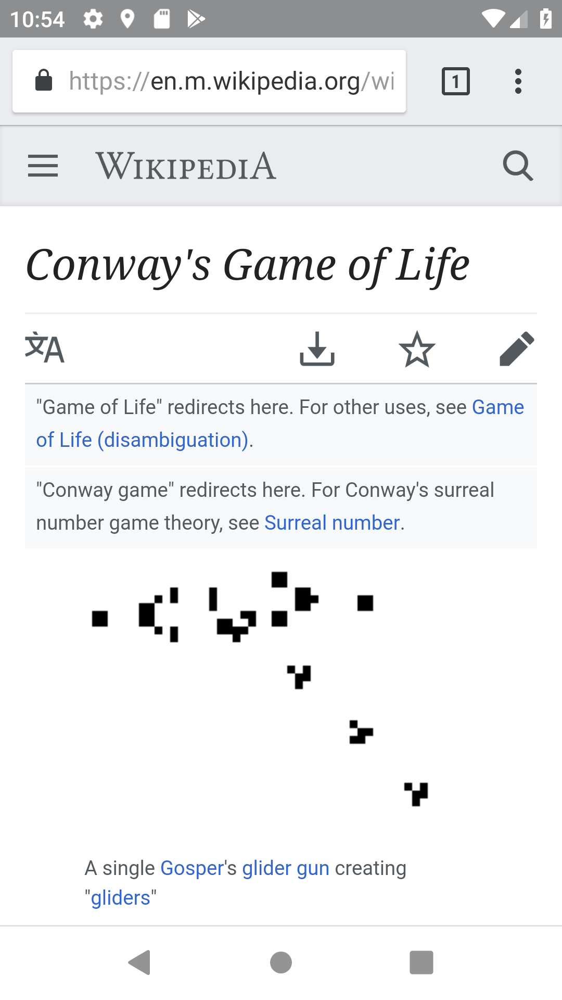 10:54
https://en.m.wikipedia.org/wi
1
WIKIPEDIA
Conway's Game of Life
文A
"Game of Life" redirects here. For other uses, see Game
of Life (disambiguation).
"Conway game" redirects here. For Conway's surreal
number game theory, see Surreal number.
A single Gosper's glider gun creating
"gliders"